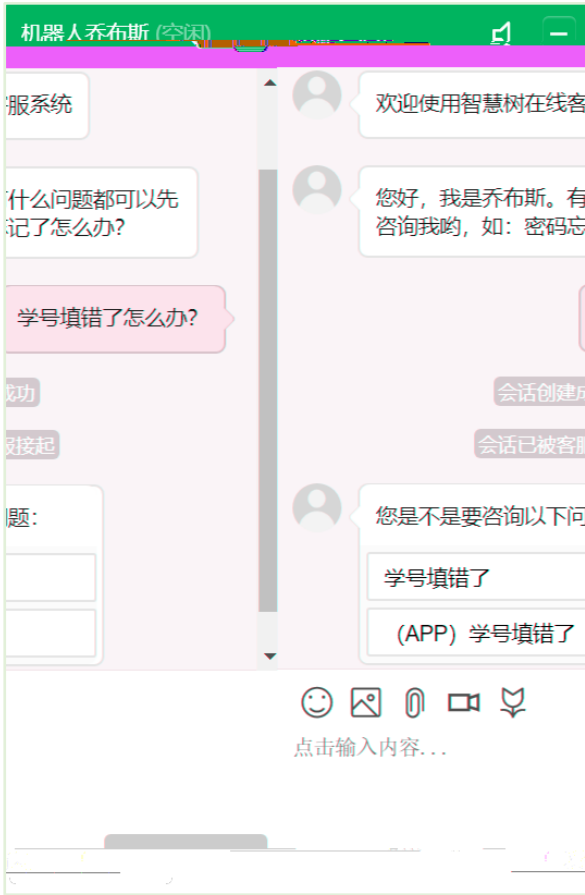 机器人乔布斯 (空闲)
服系统
什么问题都可以先
记了怎么办?
学号填错了怎么办?
功
接起
题:
欢迎使用智慧树在线客
您好，我是乔布斯。有
咨询我哟，如：密码忘
会话创建
会话已被客
您是不是要咨询以下问
学号填错了
（APP）学号填错了
点击输入内容...